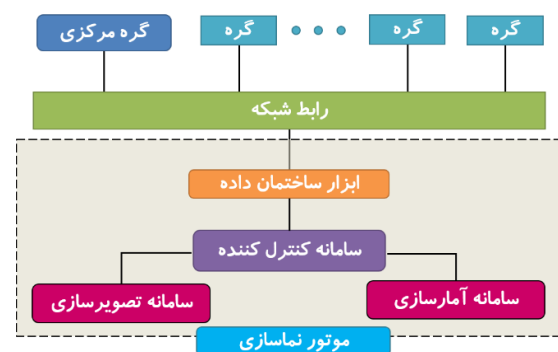 گره مرکزی
گره
گره
گره
رابط شبکه
ابزار ساختمان داده
سامانه کنترل کننده
سامانه تصویرسازی
سامانه آمارسازی
موتور نماسازی